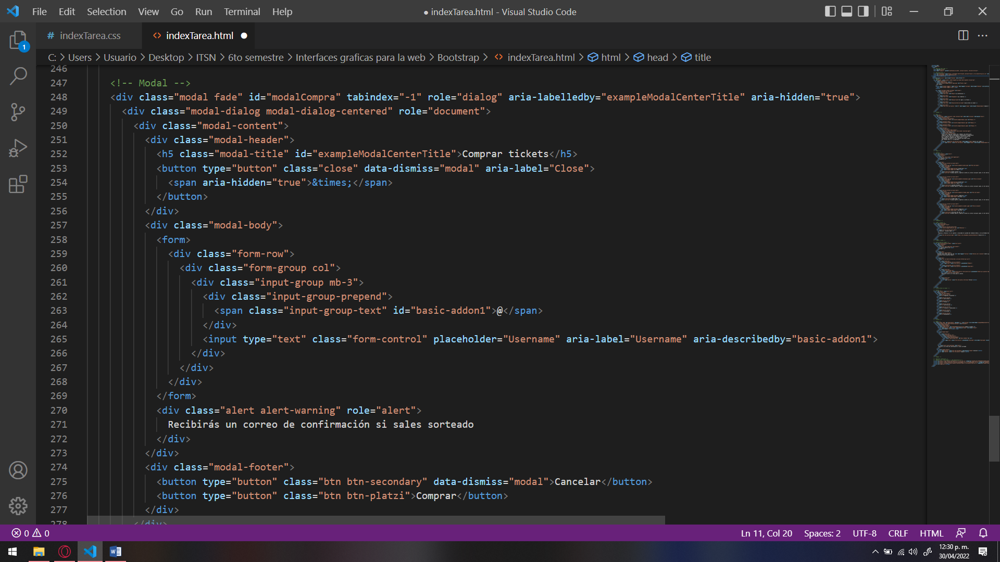 File Edit Selection View Go Run Terminal Help
● indexTarea.html - Visual Studio Code
# indexTarea.css
<> indexTarea.html ●
C: > Users > Usuario > Desktop > ITSN > 6to semestre > Interfaces graficas para la web > Bootstrap > <> indexTarea.html > html > head > title
1
246
247 <!-- Modal -->
248 <div class="modal fade" id="modalCompra" tabindex="-1" role="dialog" aria-labelledby="exampleModalCenterTitle" aria-hidden="true">
249 <div class="modal-dialog modal-dialog-centered" role="document">
250 <div class="modal-content">
251 <div class="modal-header">
252 <h5 class="modal-title" id="exampleModalCenterTitle">Comprar tickets</h5>
253 <button type="button" class="close" data-dismiss="modal" aria-label="Close">
254 <span aria-hidden="true">&times;</span>
255 </button>
256 </div>
257 <div class="modal-body">
258 <form>
259 <div class="form-row">
260 <div class="form-group col">
261 <div class="input-group mb-3">
262 <div class="input-group-prepend">
263 <span class="input-group-text" id="basic-addon1">@</span>
264 </div>
265 <input type="text" class="form-control" placeholder="Username" aria-label="Username" aria-describedby="basic-addon1">
266 </div>
267 </div>
268 </div>
269 </form>
270 <div class="alert alert-warning" role="alert">
271 Recibirás un correo de confirmación si sales sorteado
272 </div>
273 </div>
274 <div class="modal-footer">
275 <button type="button" class="btn btn-secondary" data-dismiss="modal">Cancelar</button>
276 <button type="button" class="btn btn-platzi">Comprar</button>
277 </div>
278 </div>
0 0
Ln 11, Col 20 Spaces: 2 UTF-8 CRLF HTML
12:30 p. m.
30/04/2022